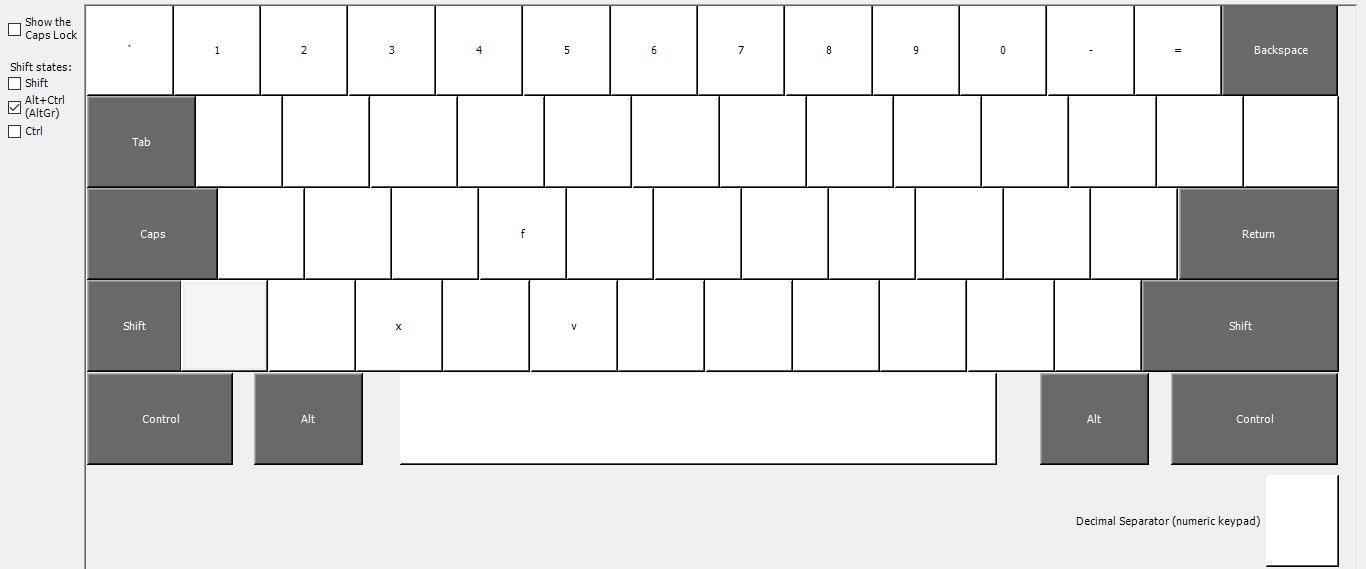 Show the
Caps Lock
Shift states:
Shift
Alt+Ctrl
(AltGr)
Ctrl
` 1 2 3 4 5 6 7 8 9 0 - = Backspace
Tab
Caps f Return
Shift x v Shift
Control Alt Alt Control
Decimal Separator (numeric keypad)